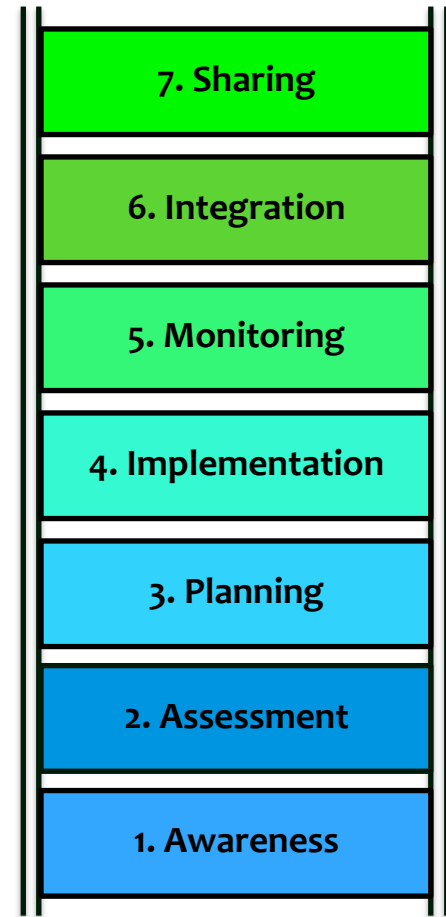 7. Sharing
6. Integration
5. Monitoring
4. Implementation
3. Planning
2. Assessment
1. Awareness